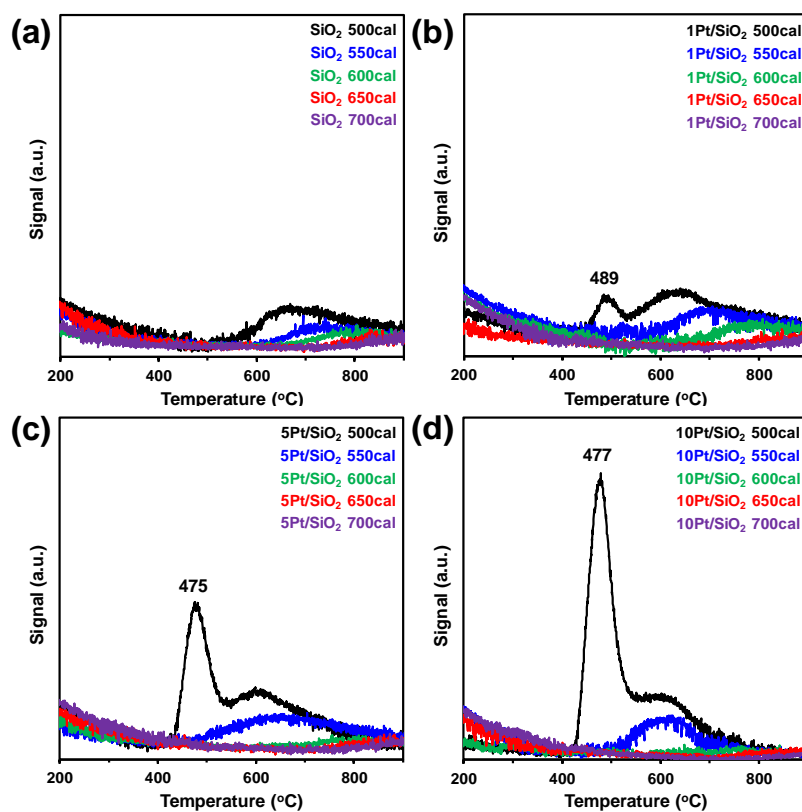 (a)
SiO₂ 500cal
SiO₂ 550cal
SiO₂ 600cal
SiO₂ 650cal
SiO₂ 700cal
Signal (a.u.)
200 400 600 800
Temperature (°C)
(b)
1Pt/SiO₂ 500cal
1Pt/SiO₂ 550cal
1Pt/SiO₂ 600cal
1Pt/SiO₂ 650cal
1Pt/SiO₂ 700cal
489
Signal (a.u.)
200 400 600 800
Temperature (°C)
(c)
5Pt/SiO₂ 500cal
5Pt/SiO₂ 550cal
5Pt/SiO₂ 600cal
5Pt/SiO₂ 650cal
5Pt/SiO₂ 700cal
475
Signal (a.u.)
200 400 600 800
Temperature (°C)
(d)
10Pt/SiO₂ 500cal
10Pt/SiO₂ 550cal
10Pt/SiO₂ 600cal
10Pt/SiO₂ 650cal
10Pt/SiO₂ 700cal
477
Signal (a.u.)
200 400 600 800
Temperature (°C)